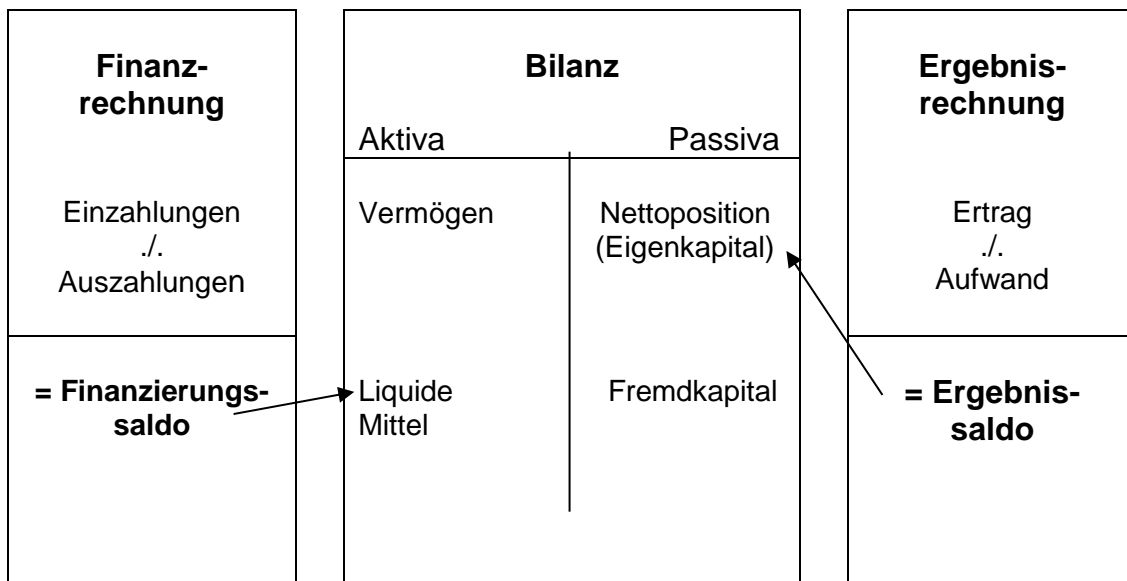 Finanz-
rechnung
Einzahlungen
./.
Auszahlungen
= Finanzierungs-
saldo
Bilanz
Aktiva Passiva
Vermögen Nettoposition
(Eigenkapital)
Liquide Fremdkapital
Mittel
Ergebnis-
rechnung
Ertrag
./.
Aufwand
= Ergebnis-
saldo